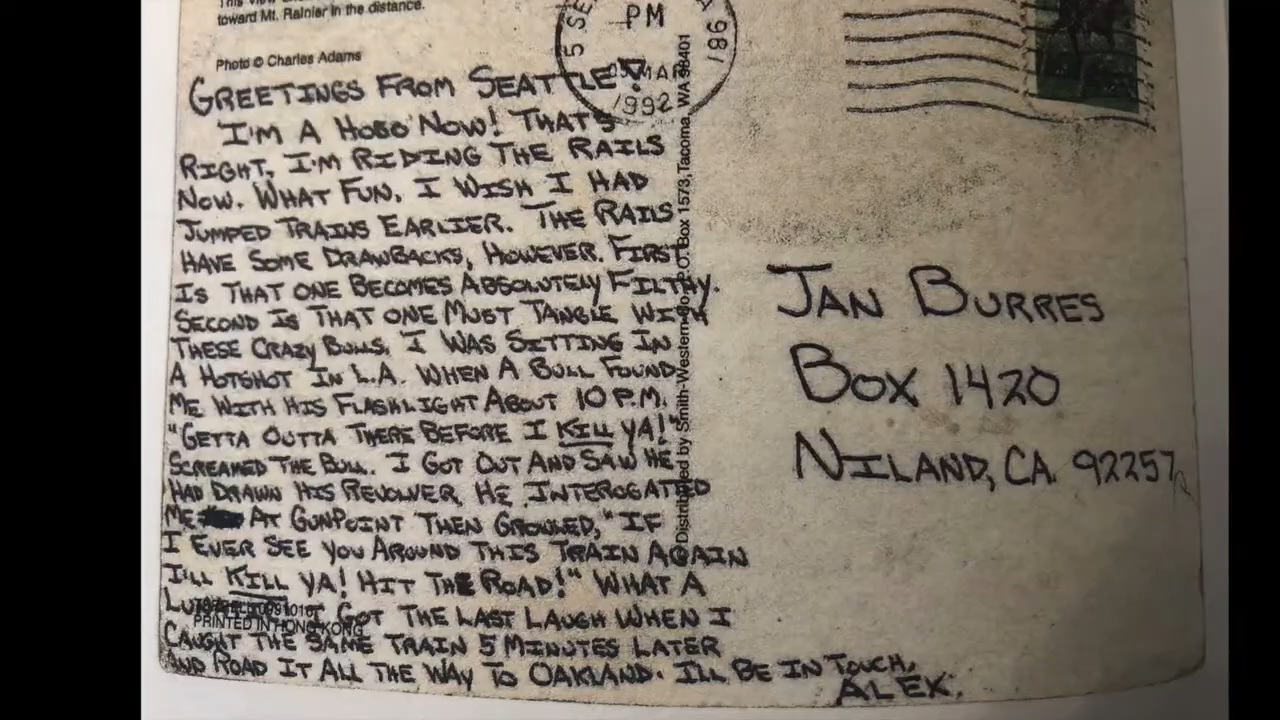 toward Mt. Rainier in the distance.
Photo © Charles Adams
GREETINGS FROM SEATTLE!
I'M A HOBO NOW! THAT'S
RIGHT, I'M RIDING THE RAILS
NOW. WHAT FUN, I WISH I HAD
JUMPED TRAINS EARLIER. THE RAILS
HAVE SOME DRAWBACKS, HOWEVER. FIRST
IS THAT ONE BECOMES ABSOLUTELY FILTHY.
SECOND IS THAT ONE MUST TANGLE WITH
THESE CRAZY BULLS. I WAS SITTING IN
A HOTSHOT IN L.A. WHEN A BULL FOUND
ME WITH HIS FLASHLIGHT ABOUT 10 P.M.
"GETTA OUTTA THERE BEFORE I KILL YA!"
SCREAMED THE BULL. I GOT OUT AND SAW HE
HAD DRAWN HIS REVOLVER. HE INTEROGATED
ME AT GUNPOINT THEN GROWLED, "IF
I EVER SEE YOU AROUND THIS TRAIN AGAIN
I'LL KILL YA! HIT THE ROAD!" WHAT A
GOT THE LAST LAUGH WHEN I
CAUGHT THE SAME TRAIN 5 MINUTES LATER
AND ROAD IT ALL THE WAY TO OAKLAND. I'LL BE IN TOUCH,
ALEX.
PRINTED IN HONG KONG
Distributed by Smith-Western Co., P.O. Box 1573, Tacoma, WA 98401
PM
MAR
1992
981
JAN BURRES
BOX 1420
NILAND, CA. 92257